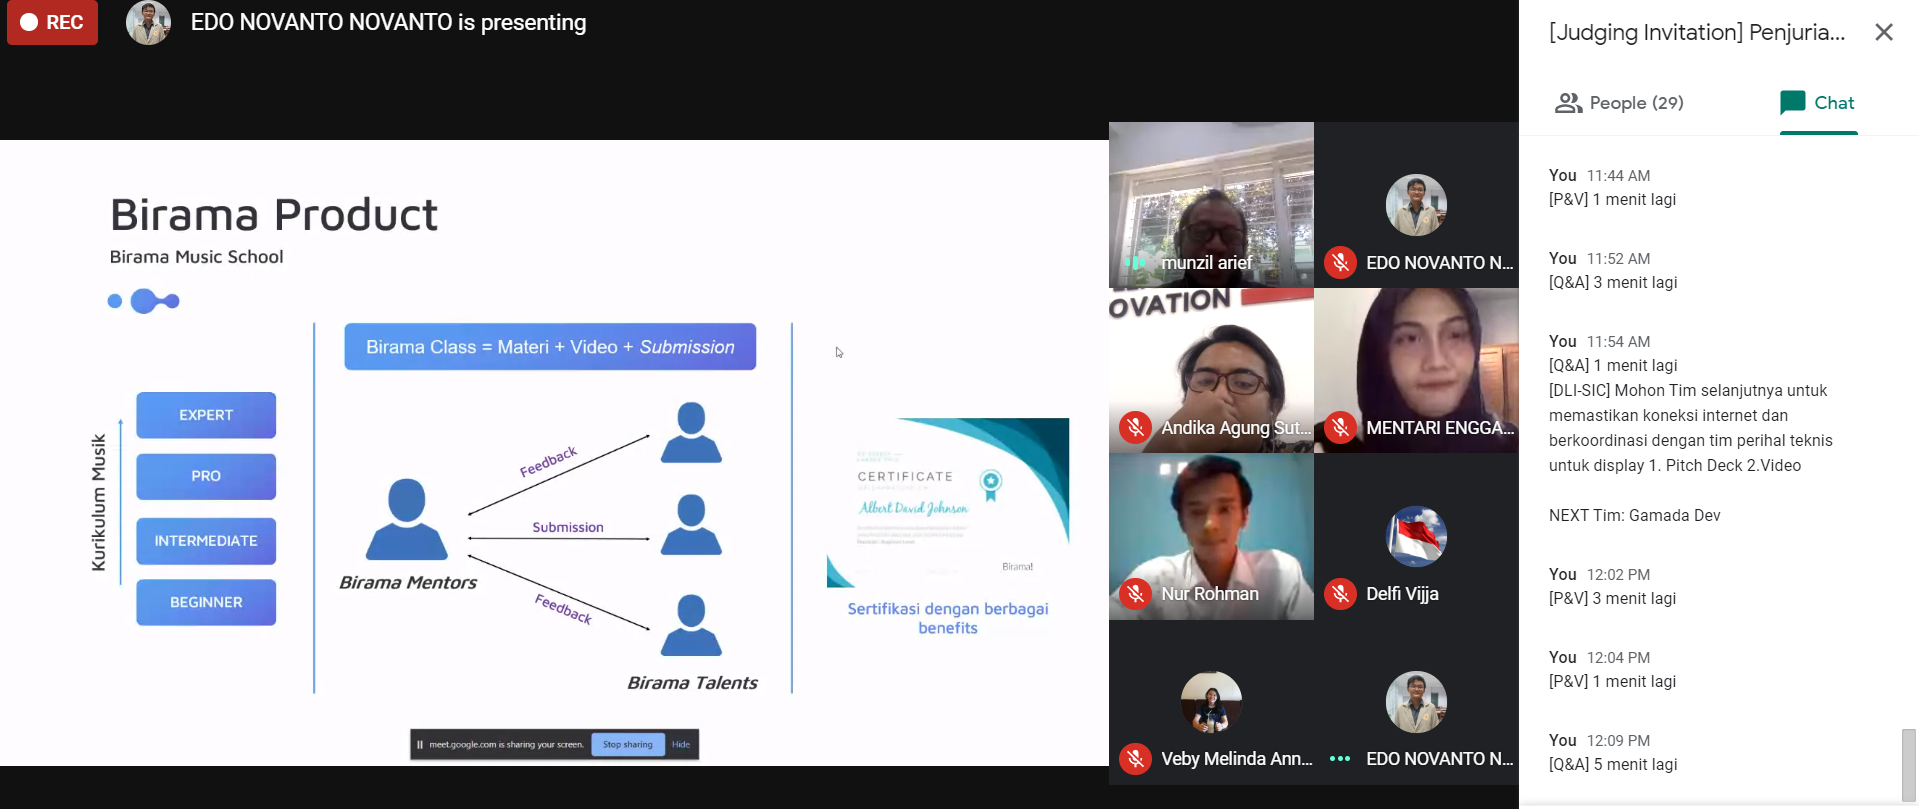 REC
EDO NOVANTO NOVANTO is presenting
Birama Product
Birama Music School
Kurikulum Musik
EXPERT
PRO
INTERMEDIATE
BEGINNER
Birama Class = Materi + Video + Submission
Feedback
Submission
Feedback
Birama Mentors
Birama Talents
CERTIFICATE
Albert David Johnson
Birama!
Sertifikasi dengan berbagai
benefits
meet.google.com is sharing your screen.
Stop sharing
Hide
munzil arief
EDO NOVANTO N...
OVATION
Andika Agung Sut...
MENTARI ENGGA...
Nur Rohman
Delfi Vijja
Veby Melinda Ann...
EDO NOVANTO N...
[Judging Invitation] Penjuria...
People (29)
Chat
You 11:44 AM
[P&V] 1 menit lagi
You 11:52 AM
[Q&A] 3 menit lagi
You 11:54 AM
[Q&A] 1 menit lagi
[DLI-SIC] Mohon Tim selanjutnya untuk
memastikan koneksi internet dan
berkoordinasi dengan tim perihal teknis
untuk display 1. Pitch Deck 2.Video
NEXT Tim: Gamada Dev
You 12:02 PM
[P&V] 3 menit lagi
You 12:04 PM
[P&V] 1 menit lagi
You 12:09 PM
[Q&A] 5 menit lagi